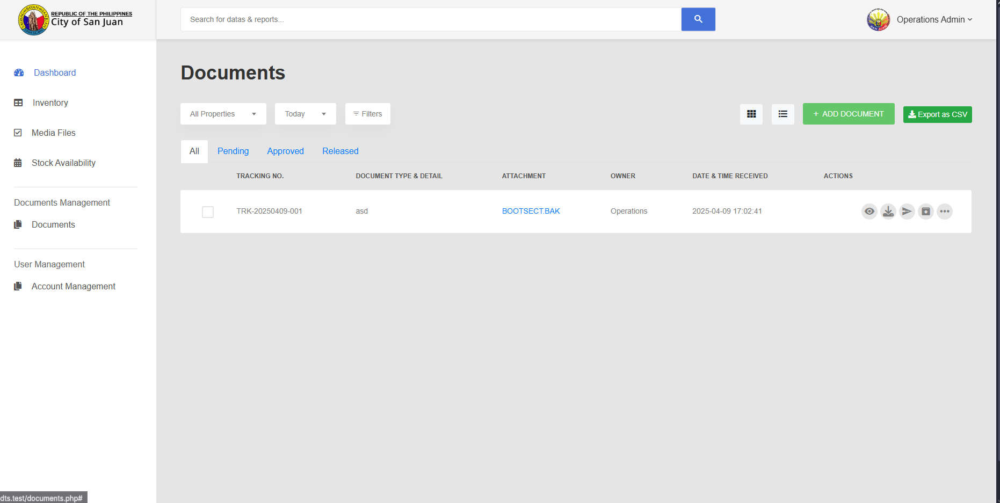 REPUBLIC OF THE PHILIPPINES
City of San Juan
Search for datas & reports...
Operations Admin
Dashboard
Inventory
Media Files
Stock Availability
Documents Management
Documents
User Management
Account Management
Documents
All Properties
Today
Filters
+ ADD DOCUMENT
Export as CSV
All
Pending
Approved
Released
TRACKING NO.
DOCUMENT TYPE & DETAIL
ATTACHMENT
OWNER
DATE & TIME RECEIVED
ACTIONS
TRK-20250409-001
asd
BOOTSECT.BAK
Operations
2025-04-09 17:02:41
dts.test/documents.php#